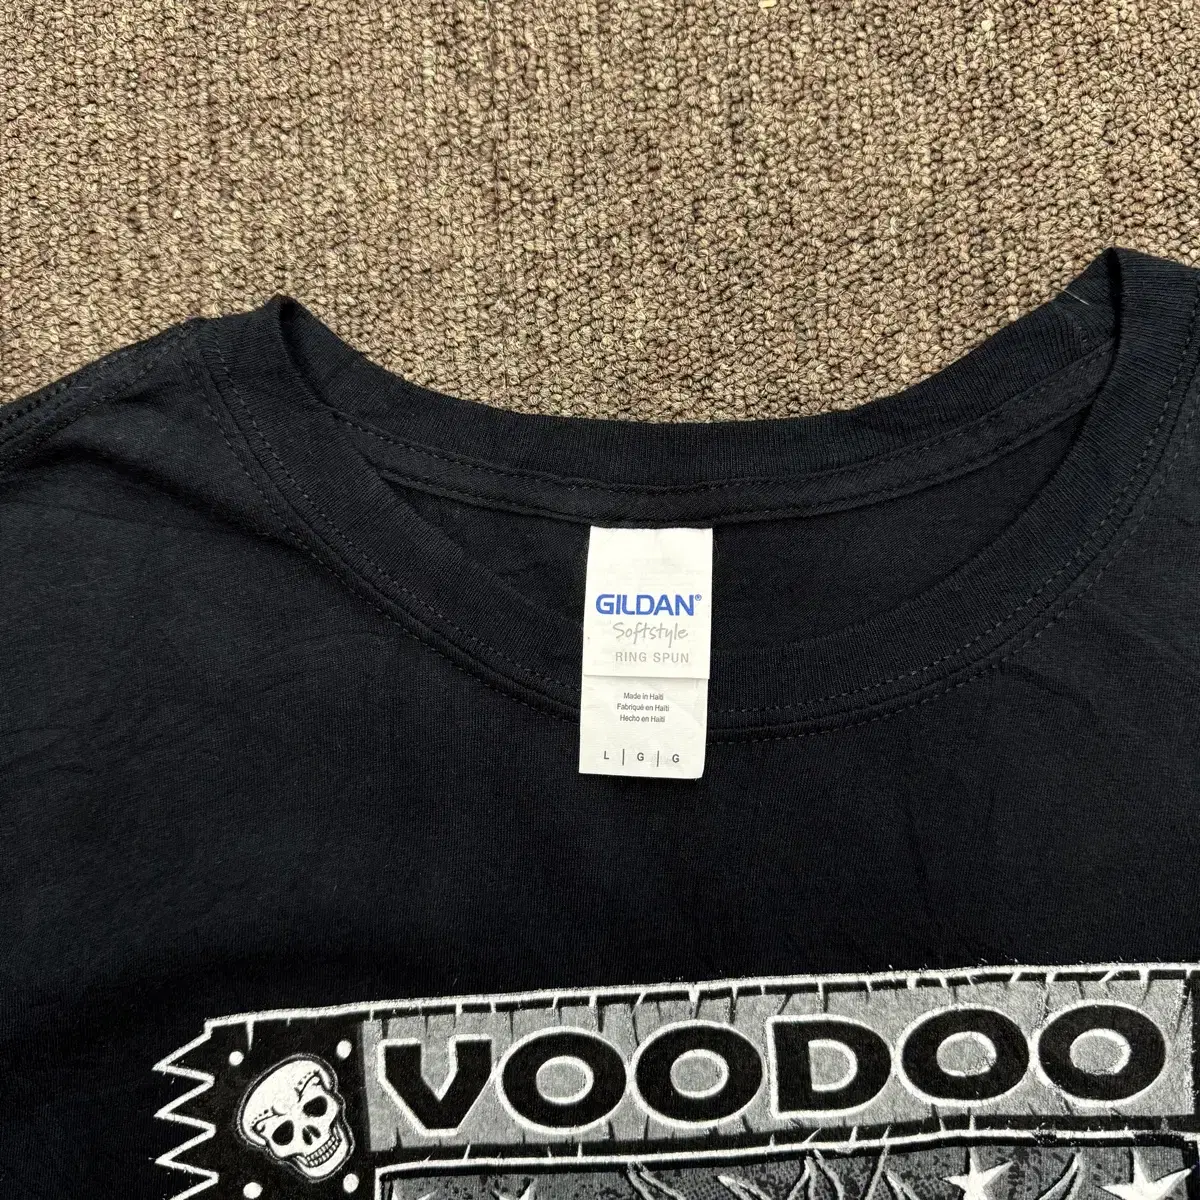 GILDAN®
Softstyle
RING SPUN
Made in Haiti
Fabriqué en Haïti
Hecho en Haití
L | G | G
VOODOO